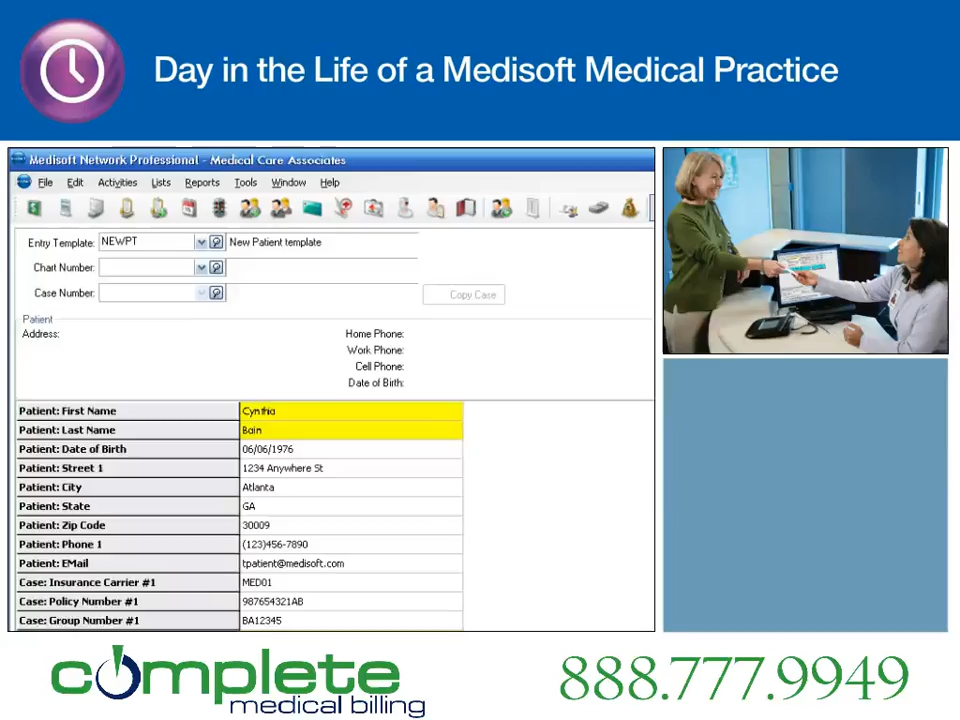 Day in the Life of a Medisoft Medical Practice
Medisoft Network Professional - Medical Care Associates
File Edit Activities Lists Reports Tools Window Help
Entry Template: NEWPT New Patient template
Chart Number:
Case Number: Copy Case
Patient
Address: Home Phone:
Work Phone:
Cell Phone:
Date of Birth:
Patient: First Name Cynthia
Patient: Last Name Bain
Patient: Date of Birth 06/06/1976
Patient: Street 1 1234 Anywhere St
Patient: City Atlanta
Patient: State GA
Patient: Zip Code 30009
Patient: Phone 1 (123)456-7890
Patient: EMail tpatient@medisoft.com
Case: Insurance Carrier #1 MED01
Case: Policy Number #1 987654321AB
Case: Group Number #1 BA12345
complete
medical billing
888.777.9949